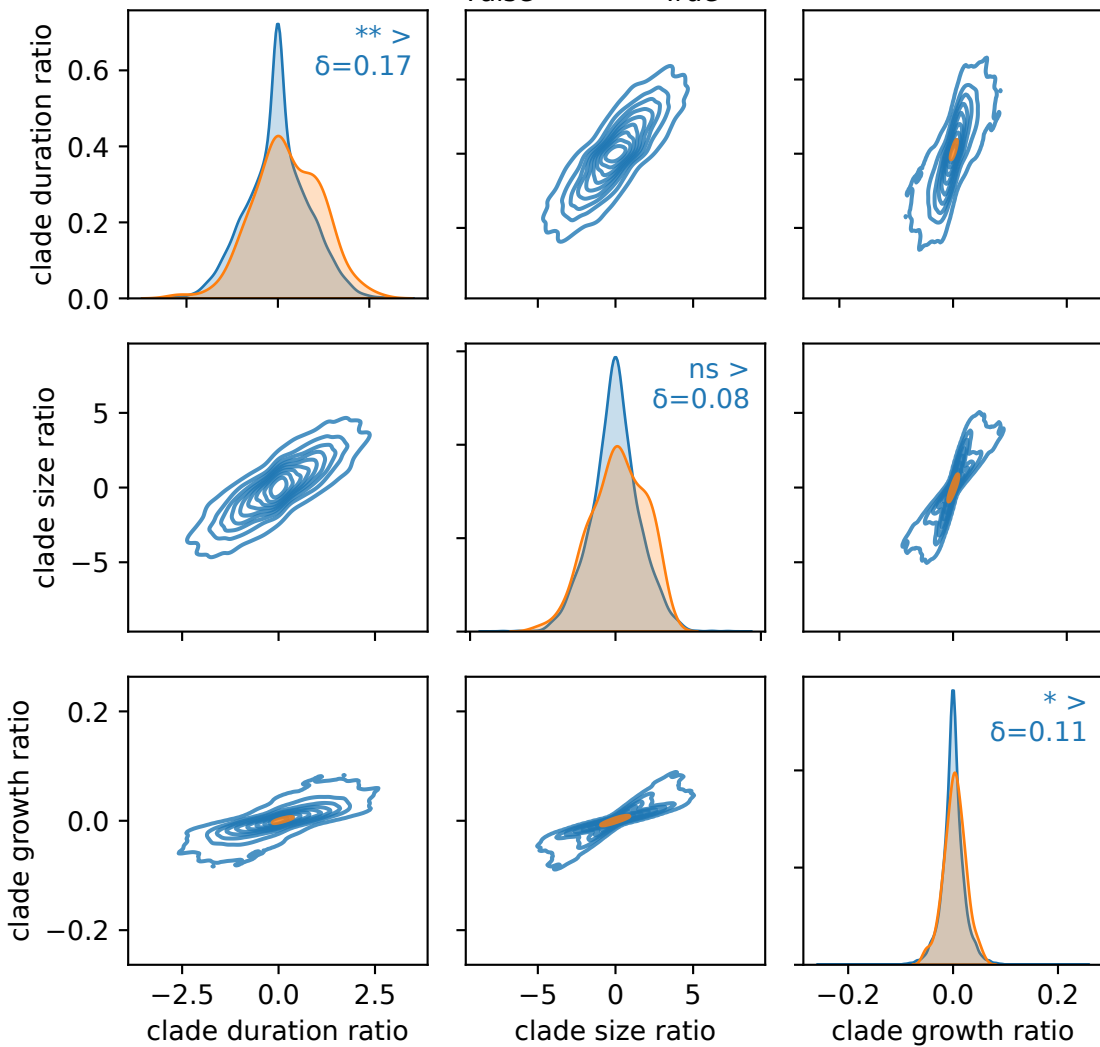 clade duration ratio
0.6
0.4
0.2
0.0
** >
δ=0.17
clade size ratio
5
0
−5
ns >
δ=0.08
clade growth ratio
0.2
0.0
−0.2
* >
δ=0.11
−2.5 0.0 2.5
−5 0 5
−0.2 0.0 0.2
clade duration ratio
clade size ratio
clade growth ratio